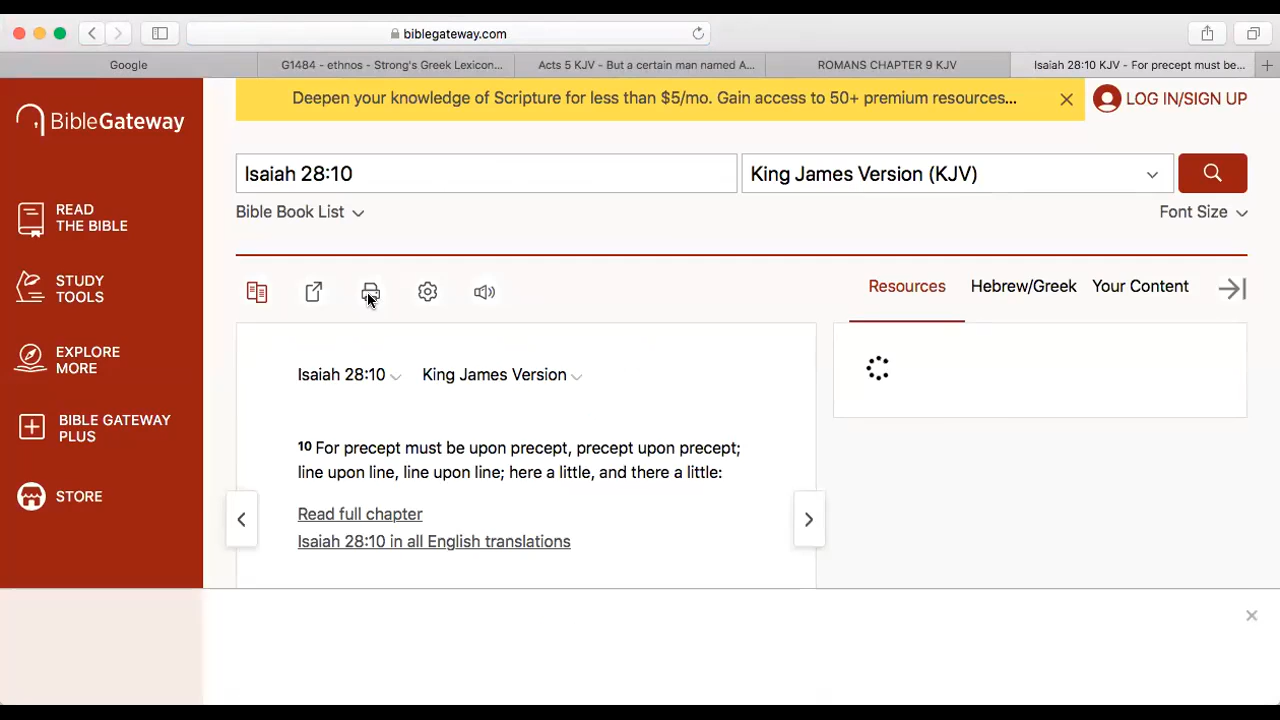 biblegateway.com
Google
G1484 - ethnos - Strong's Greek Lexicon...
Acts 5 KJV - But a certain man named A...
ROMANS CHAPTER 9 KJV
Isaiah 28:10 KJV - For precept must be...
BibleGateway
Deepen your knowledge of Scripture for less than $5/mo. Gain access to 50+ premium resources...
LOG IN/SIGN UP
Isaiah 28:10
King James Version (KJV)
Bible Book List
Font Size
READ
THE BIBLE
STUDY
TOOLS
EXPLORE
MORE
BIBLE GATEWAY
PLUS
STORE
Resources
Hebrew/Greek
Your Content
Isaiah 28:10
King James Version
10 For precept must be upon precept, precept upon precept;
line upon line, line upon line; here a little, and there a little:
Read full chapter
Isaiah 28:10 in all English translations